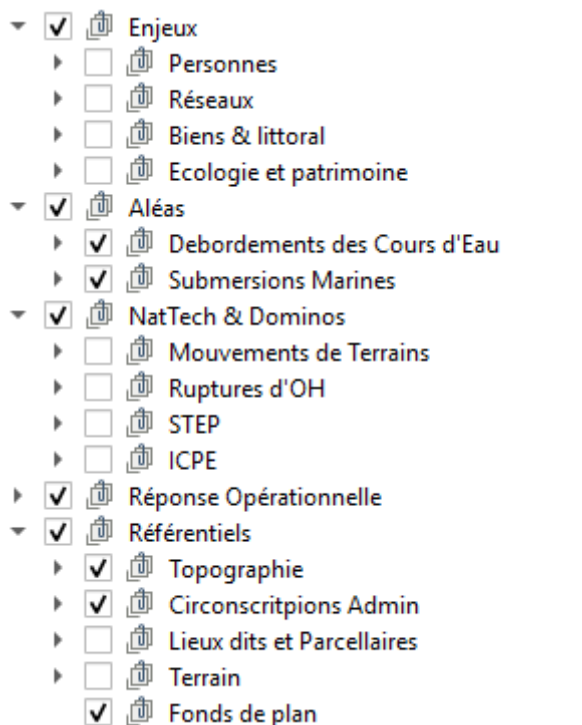 Enjeux
Personnes
Réseaux
Biens & littoral
Ecologie et patrimoine
Aléas
Debordements des Cours d'Eau
Submersions Marines
NatTech & Dominos
Mouvements de Terrains
Ruptures d'OH
STEP
ICPE
Réponse Opérationnelle
Référentiels
Topographie
Circonscritpions Admin
Lieux dits et Parcellaires
Terrain
Fonds de plan